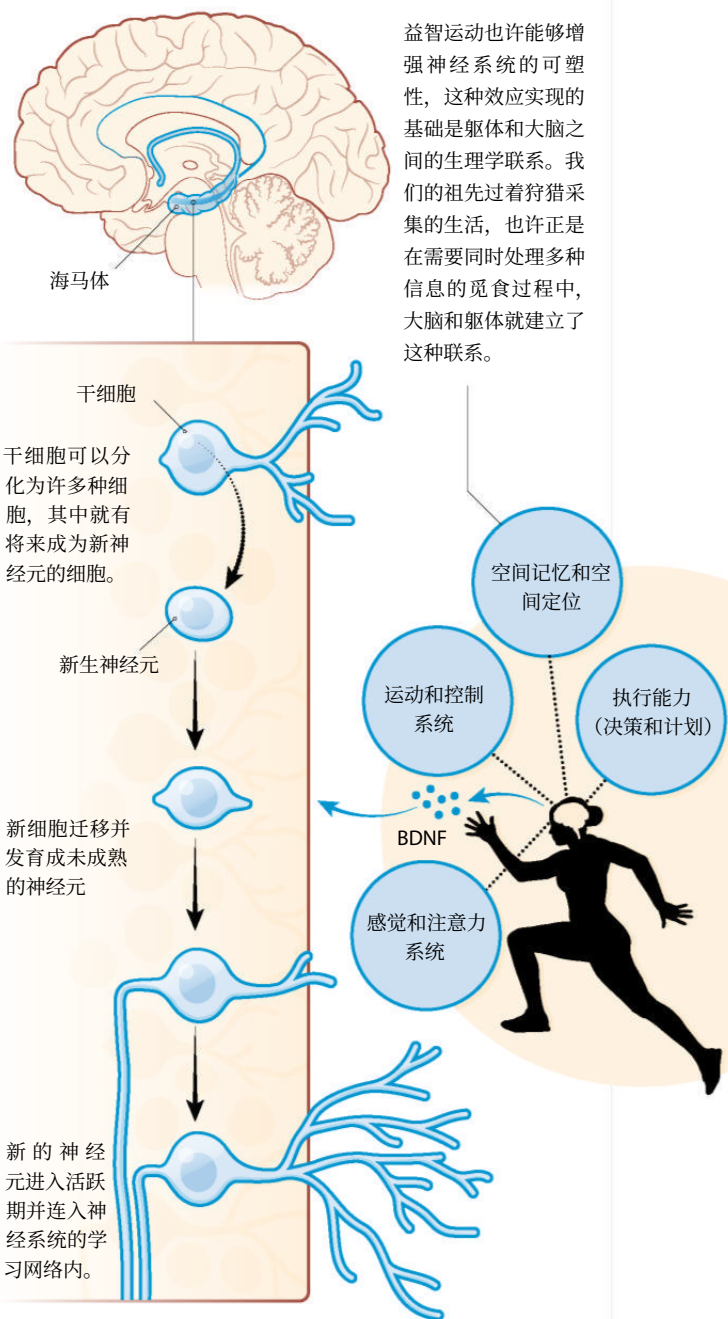 益智运动也许能够增
强神经系统的可塑
性，这种效应实现的
基础是躯体和大脑之
间的生理学联系。我
们的祖先过着狩猎采
集的生活，也许正是
在需要同时处理多种
信息的觅食过程中，
大脑和躯体就建立了
这种联系。
海马体
干细胞
干细胞可以分
化为许多种细
胞，其中就有
将来成为新神
经元的细胞。
新生神经元
新细胞迁移并
发育成未成熟
的神经元
新的神经
元进入活跃
期并连入神
经系统的学
习网络内。
空间记忆和空
间定位
运动和控制
系统
执行能力
（决策和计划）
BDNF
感觉和注意力
系统